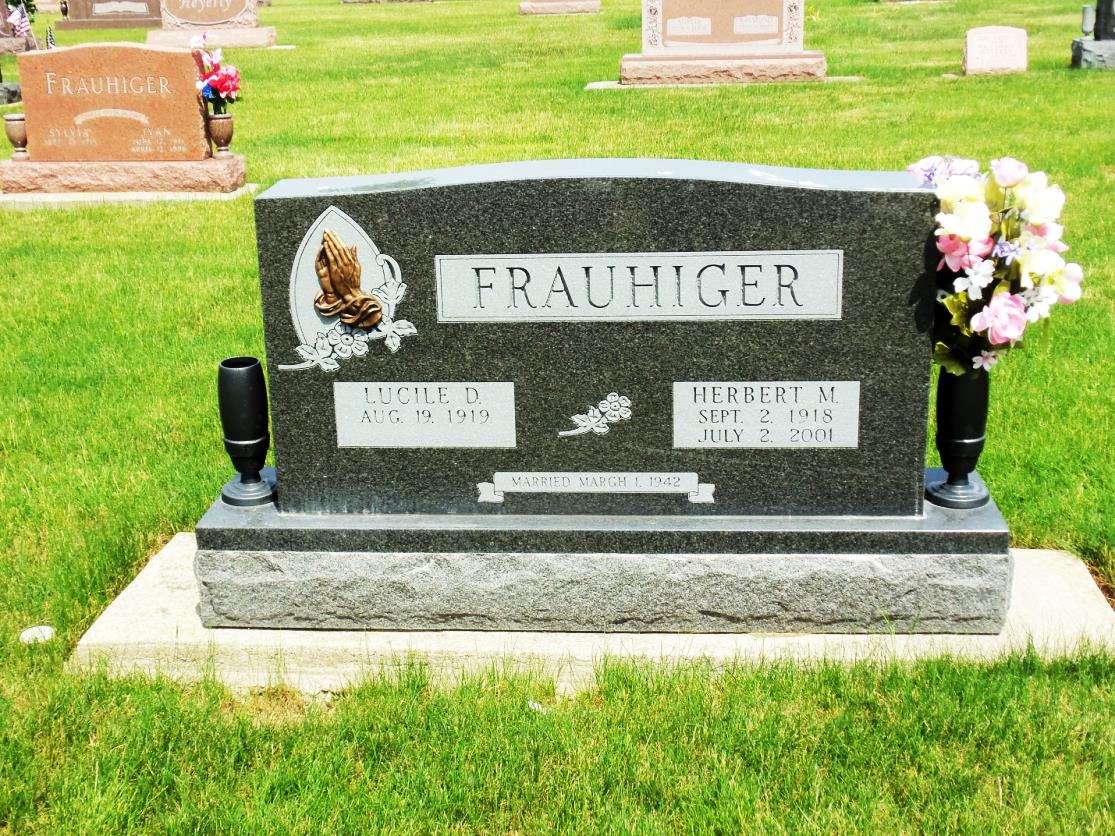 FRAUHIGER
LUCILE D.
AUG. 19, 1919
HERBERT M.
SEPT. 2, 1918
JULY 2, 2001
MARRIED MARCH 1, 1942
FRAUHIGER
SYLVIA
IVAN